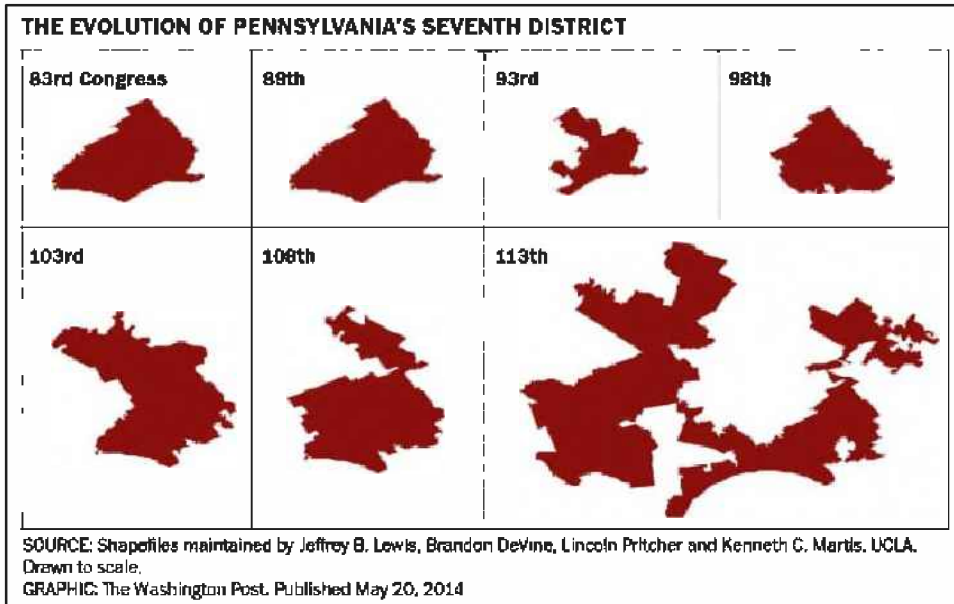 THE EVOLUTION OF PENNSYLVANIA'S SEVENTH DISTRICT
83rd Congress
89th
93rd
98th
103rd
108th
113th
SOURCE: Shapefiles maintained by Jeffrey B. Lewis, Brandon DeVine, Lincoln Pritcher and Kenneth C. Martis, UCLA.
Drawn to scale.
GRAPHIC: The Washington Post. Published May 20, 2014